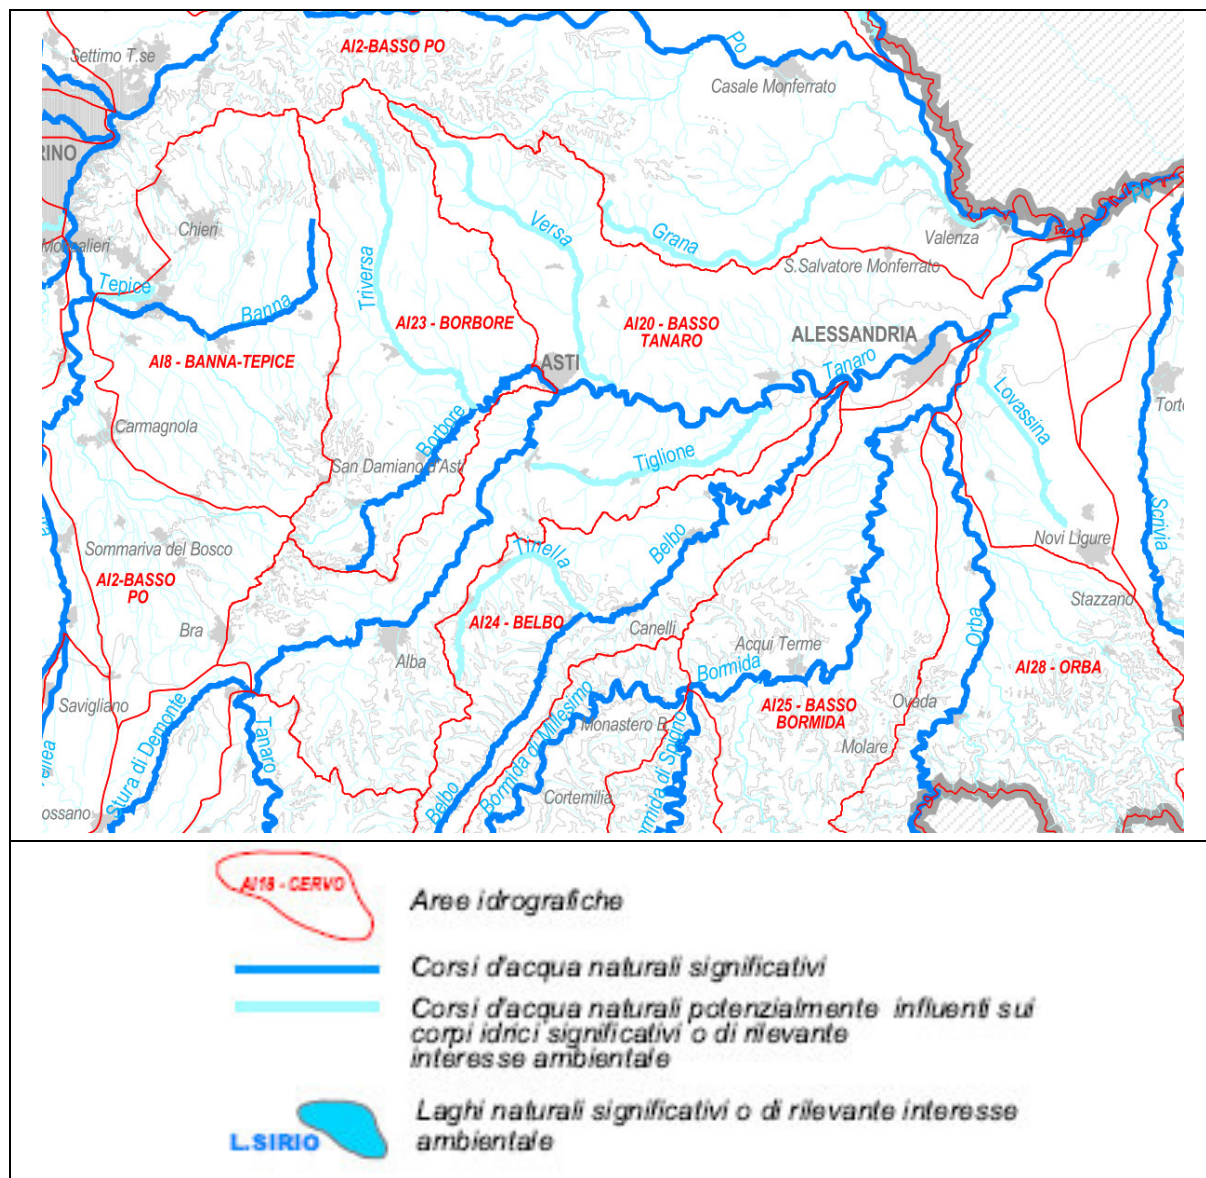 AI2-BASSO PO
Po
Settimo T.se
Casale Monferrato
RINO
Chieri
Versa
Grana
Valenza
Po
Moncalieri
Triversa
S.Salvatore Monferrato
Tepice
Banna
AI23 - BORBORE
AI20 - BASSO
TANARO
ALESSANDRIA
AI8 - BANNA-TEPICE
ASTI
Tanaro
Lovassina
Torto
Carmagnola
Borbore
San Damiano d'Asti
Tiglione
Scrivia
Sommariva del Bosco
Tinella
Belbo
Novi Ligure
AI2-BASSO
PO
Stazzano
Bra
AI24 - BELBO
Canelli
Acqui Terme
Orba
Alba
Bormida
AI28 - ORBA
Savigliano
Stura di Demonte
Tanaro
Bormida di Millesimo
Monastero B.
AI25 - BASSO
BORMIDA
Ovada
Molare
ossano
Belbo
Cortemilia
ormida di Spigno
AI18 - CERVO
Aree idrografiche
Corsi d'acqua naturali significativi
Corsi d'acqua naturali potenzialmente influenti sui
corpi idrici significativi o di rilevante
interesse ambientale
L.SIRIO
Laghi naturali significativi o di rilevante interesse
ambientale